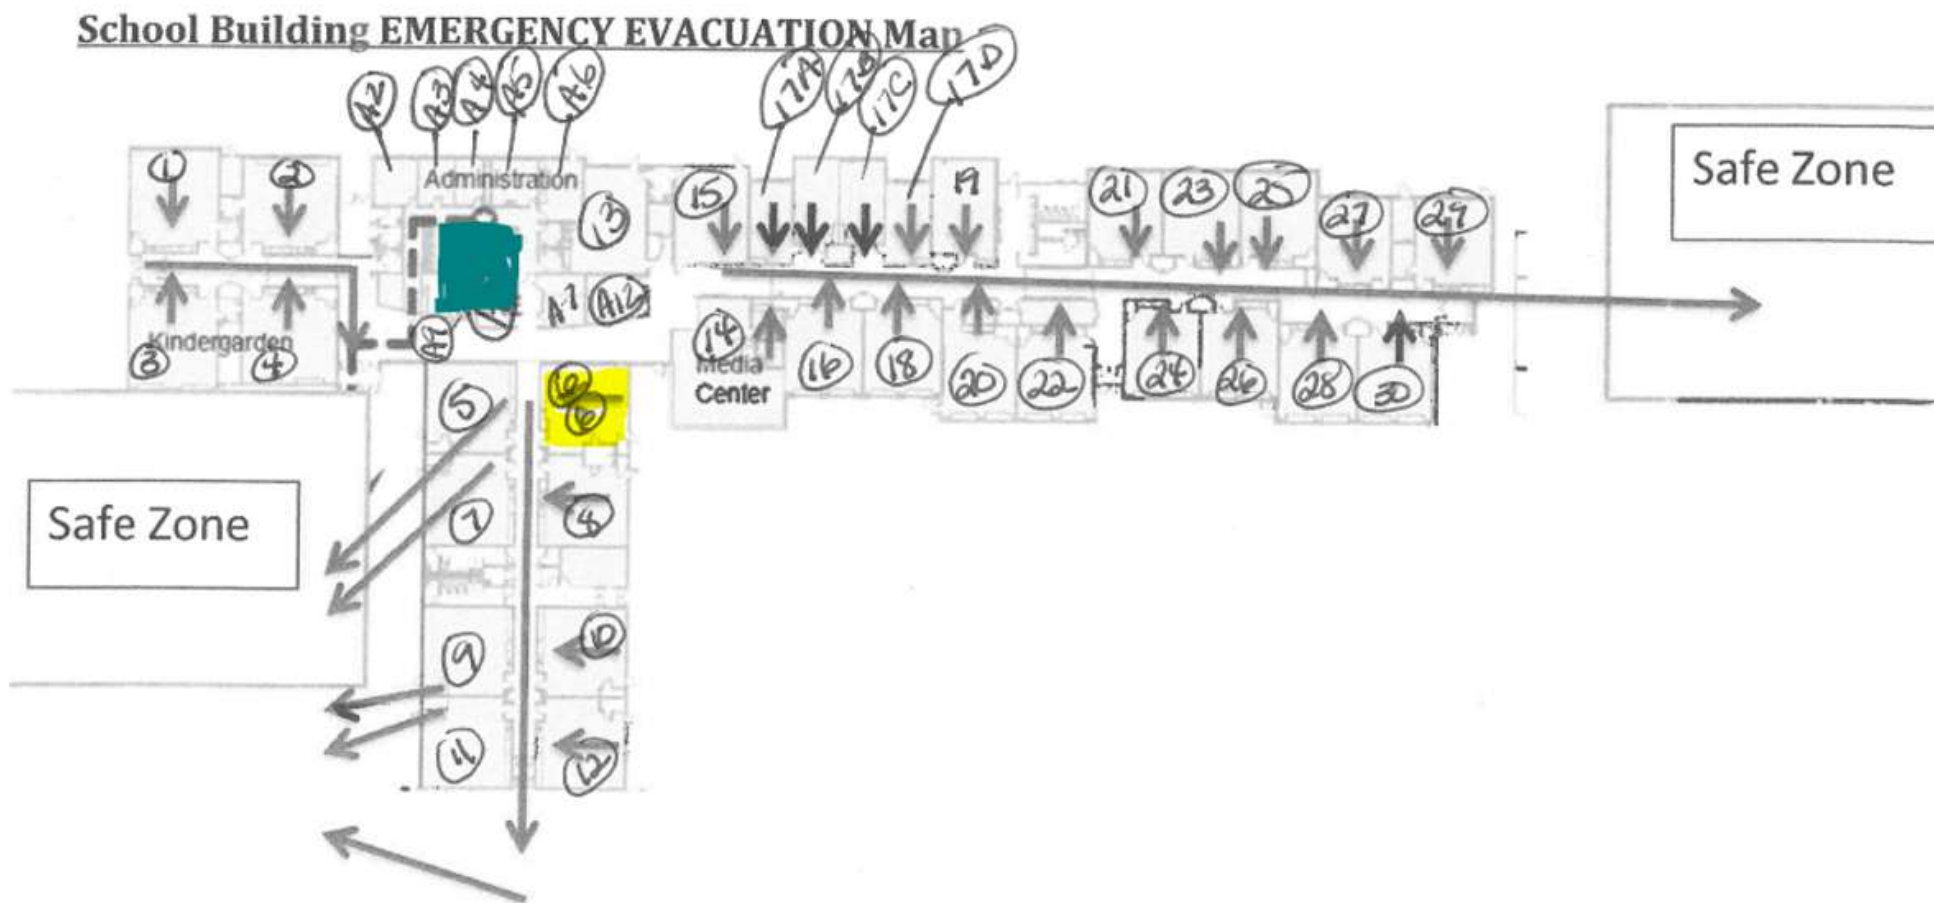 School Building EMERGENCY EVACUATION Map
A2 A3 A4 A5 A6 17A 17B 17C 17D
Safe Zone
1 2 Administration 13 15 19 21 23 25 27 29
A7 A12
Kindergarden
3 4 A9
14 Media Center 16 18 20 22 24 26 28 30
5 6
Safe Zone
7 8
9 10
11 12